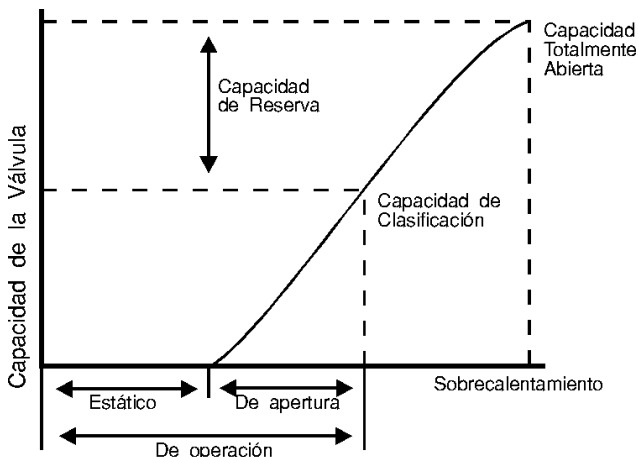 Capacidad
Totalmente
Abierta
Capacidad
de Reserva
Capacidad de la Válvula
Capacidad de
Clasificación
Sobrecalentamiento
Estático
De apertura
De operación